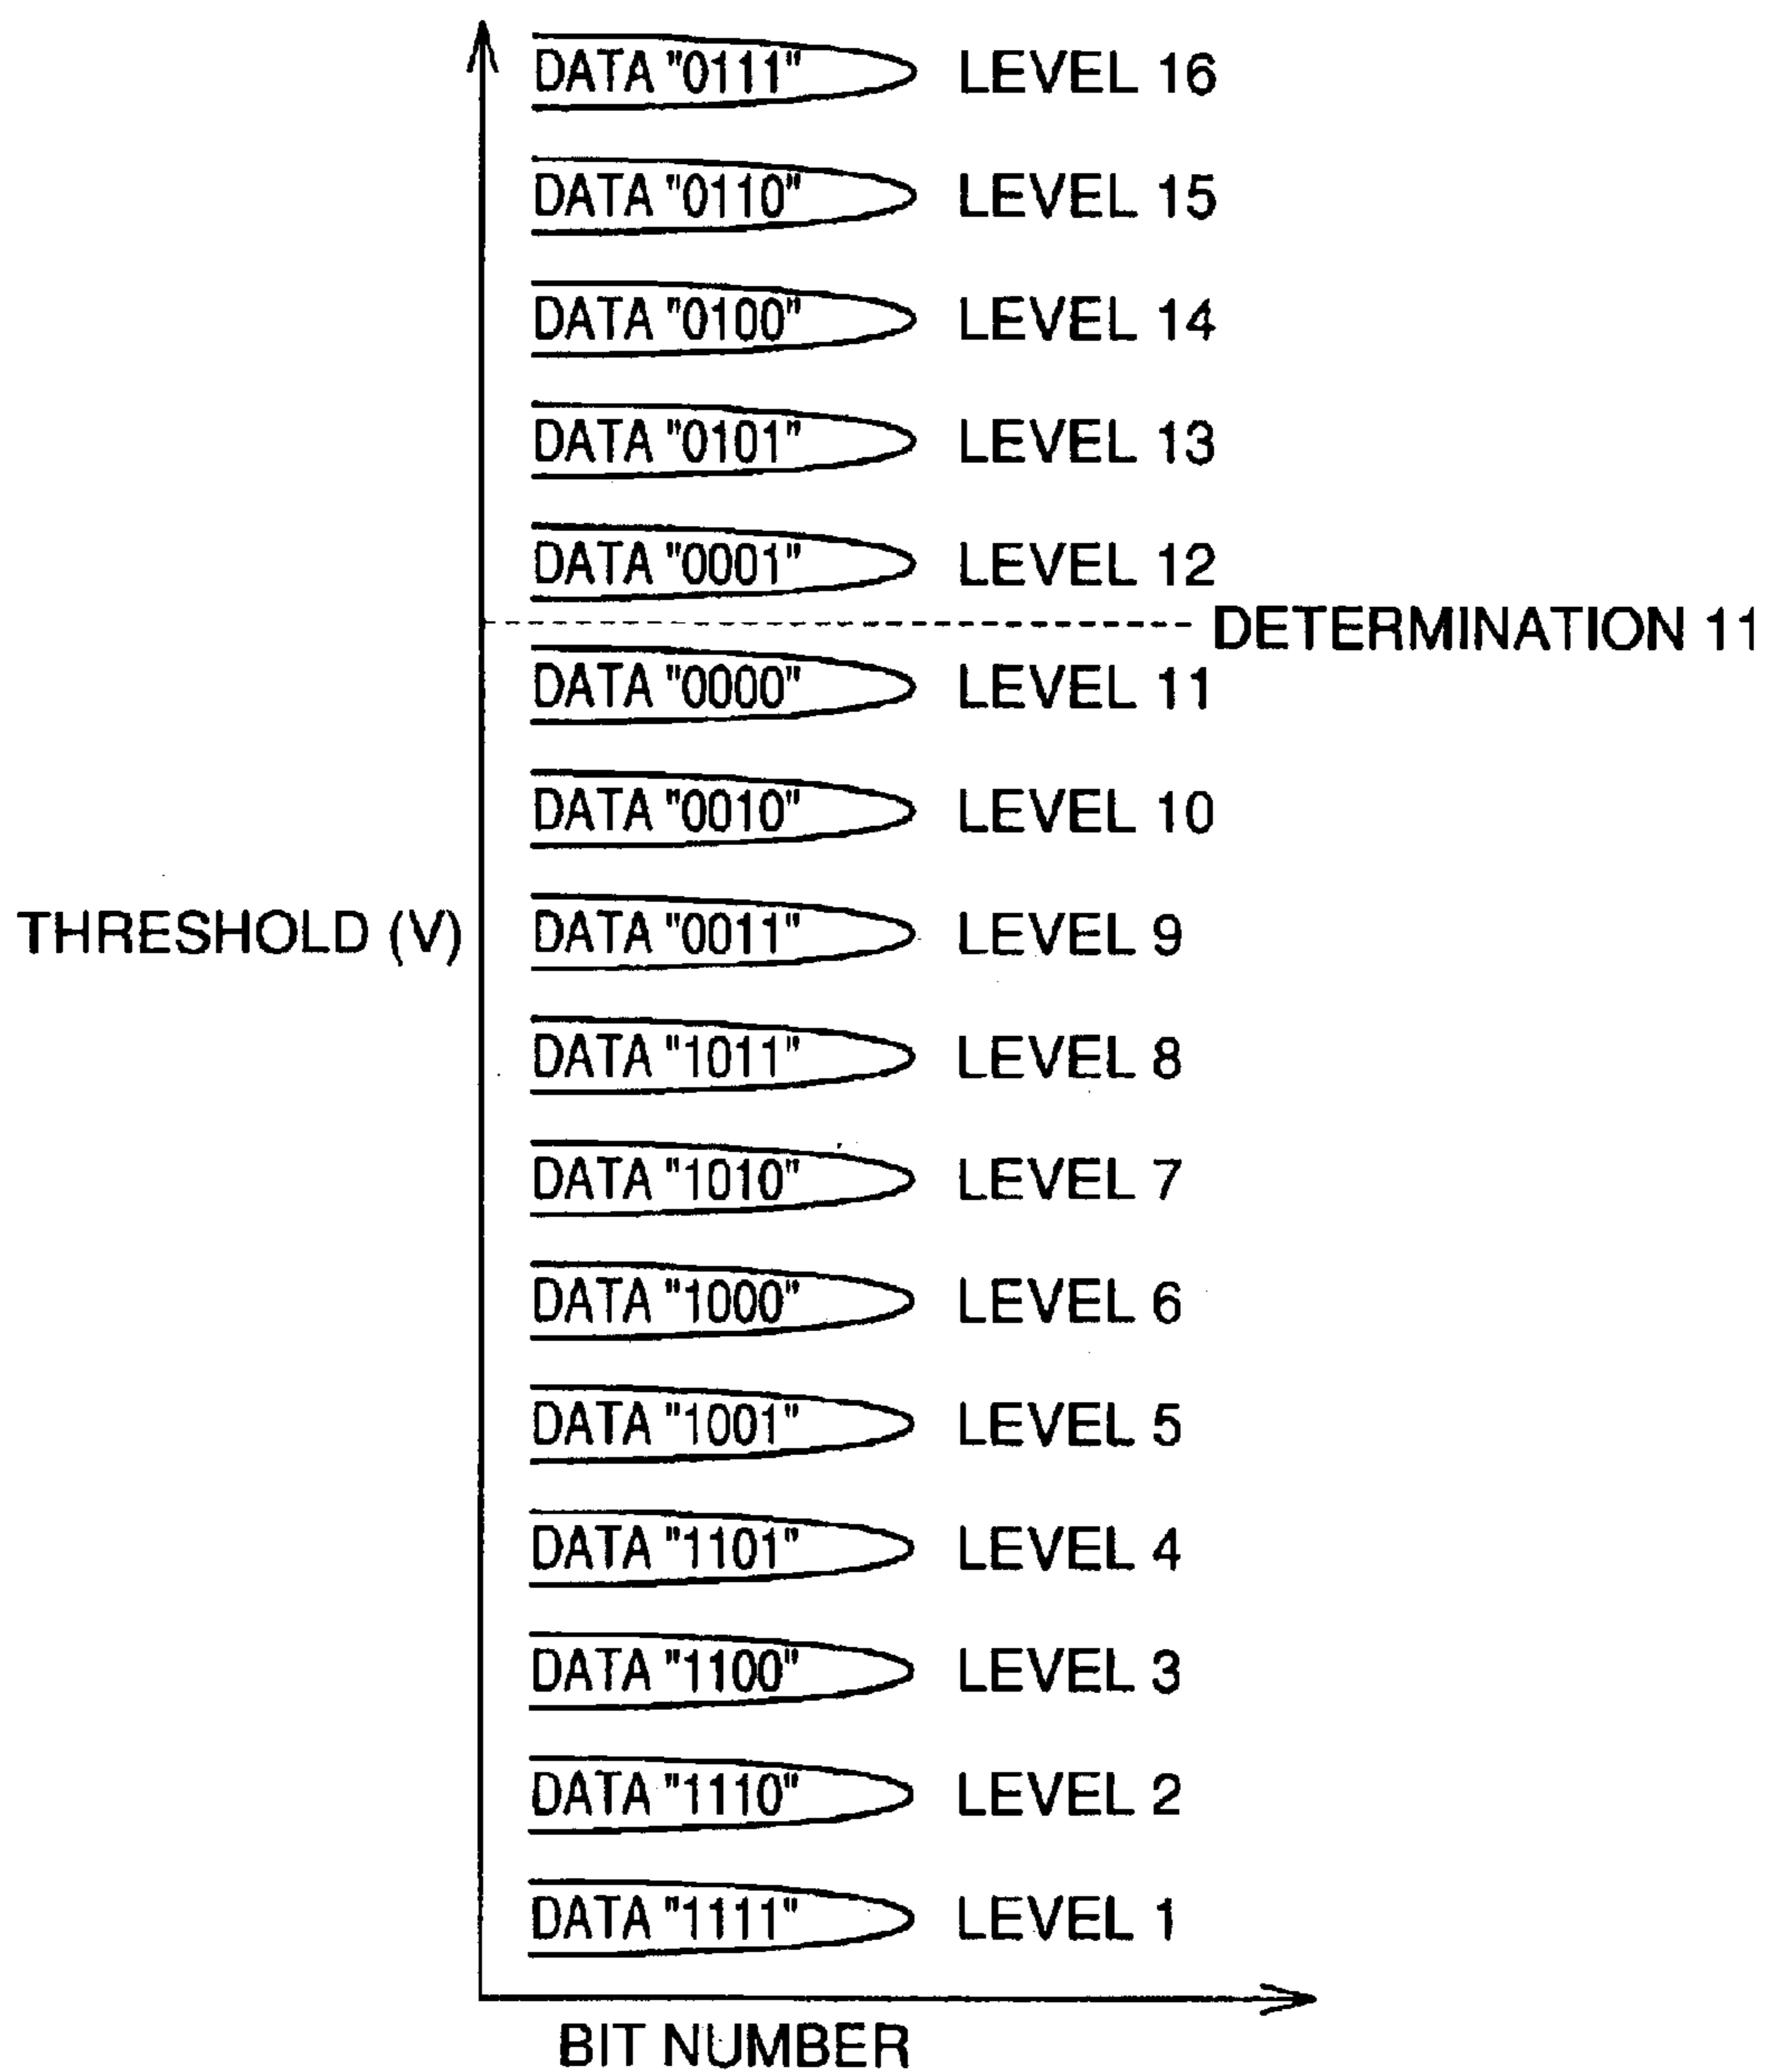 DATA "0111" LEVEL 16
DATA "0110" LEVEL 15
DATA "0100" LEVEL 14
DATA "0101" LEVEL 13
DATA "0001" LEVEL 12
DETERMINATION 11
DATA "0000" LEVEL 11
DATA "0010" LEVEL 10
THRESHOLD (V)
DATA "0011" LEVEL 9
DATA "1011" LEVEL 8
DATA "1010" LEVEL 7
DATA "1000" LEVEL 6
DATA "1001" LEVEL 5
DATA "1101" LEVEL 4
DATA "1100" LEVEL 3
DATA "1110" LEVEL 2
DATA "1111" LEVEL 1
BIT NUMBER